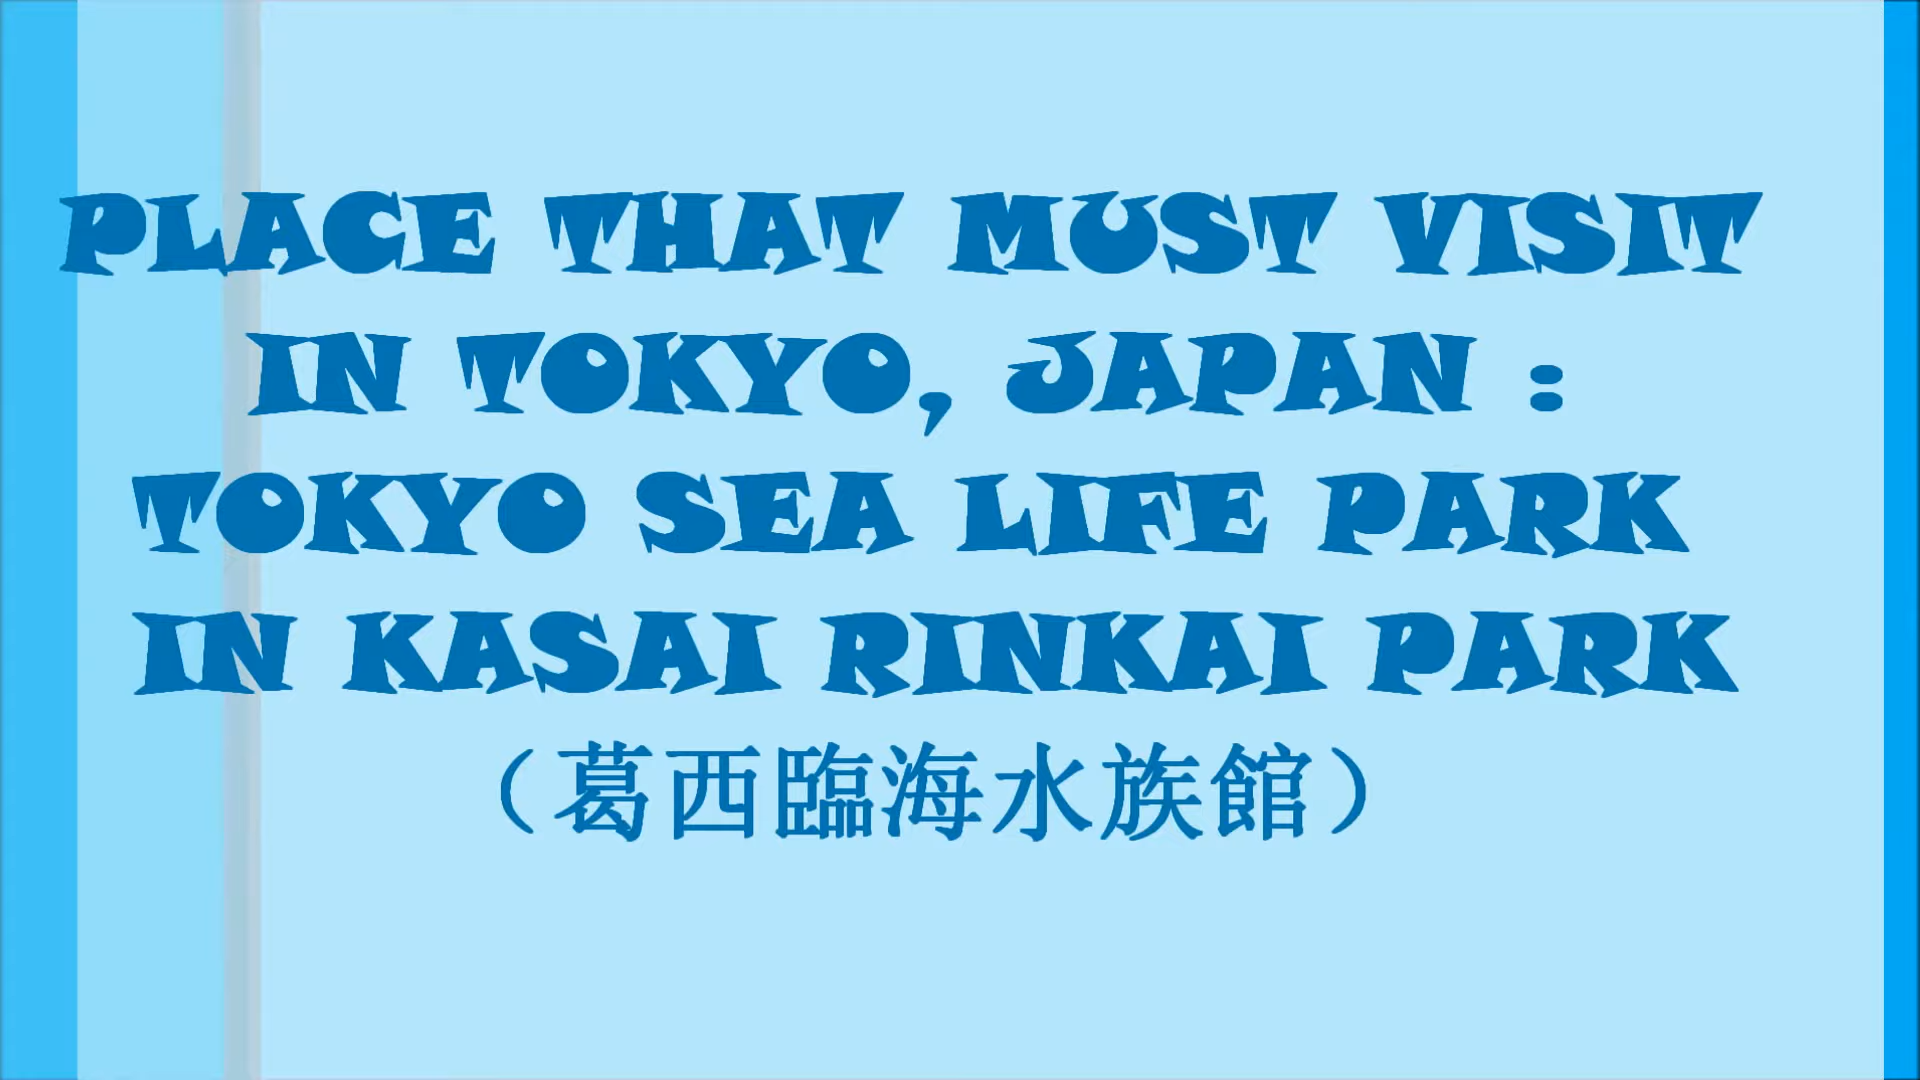 PLACE THAT MUST VISIT
IN TOKYO, JAPAN :
TOKYO SEA LIFE PARK
IN KASAI RINKAI PARK
（葛西臨海水族館）